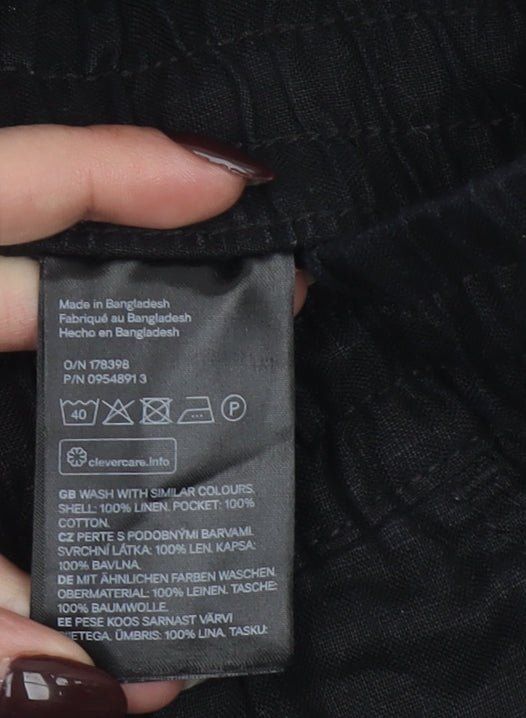 Made in Bangladesh
Fabriqué au Bangladesh
Hecho en Bangladesh
O/N 178398
P/N 0954891 3
40
P
clevercare.info
GB WASH WITH SIMILAR COLOURS.
SHELL: 100% LINEN. POCKET: 100%
COTTON.
CZ PERTE S PODOBNÝMI BARVAMI.
SVRCHNÍ LÁTKA: 100% LEN. KAPSA:
100% BAVLNA.
DE MIT ÄHNLICHEN FARBEN WASCHEN.
OBERMATERIAL: 100% LEINEN. TASCHE:
100% BAUMWOLLE.
EE PESE KOOS SARNAST VÄRVI
ÜMBRIS: 100% LINA. TASKU: